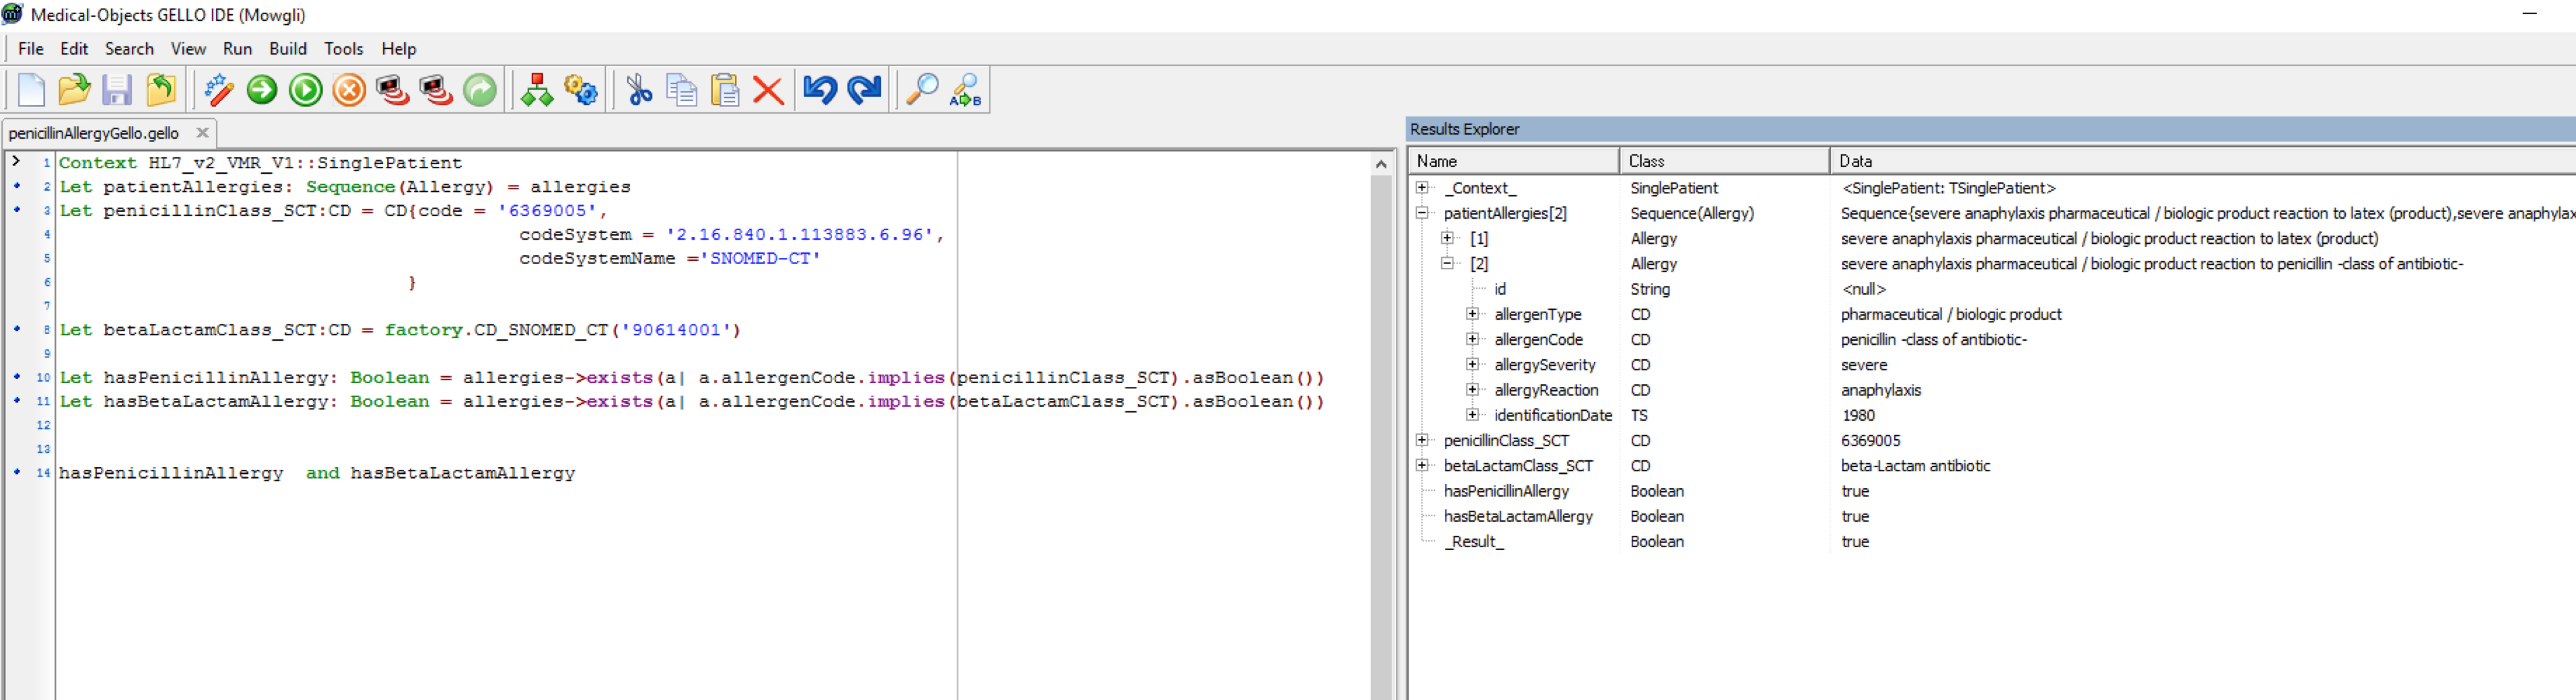 Medical-Objects GELLO IDE (Mowgli)
File Edit Search View Run Build Tools Help
A B
penicillinAllergyGello.gello
1 Context HL7_v2_VMR_V1::SinglePatient
2 Let patientAllergies: Sequence(Allergy) = allergies
3 Let penicillinClass_SCT:CD = CD{code = '6369005',
4 codeSystem = '2.16.840.1.113883.6.96',
5 codeSystemName ='SNOMED-CT'
6 }
7
8 Let betaLactamClass_SCT:CD = factory.CD_SNOMED_CT('90614001')
9
10 Let hasPenicillinAllergy: Boolean = allergies->exists(a| a.allergenCode.implies(penicillinClass_SCT).asBoolean())
11 Let hasBetaLactamAllergy: Boolean = allergies->exists(a| a.allergenCode.implies(betaLactamClass_SCT).asBoolean())
12
13
14 hasPenicillinAllergy and hasBetaLactamAllergy
Results Explorer
Name Class Data
_Context_ SinglePatient <SinglePatient: TSinglePatient>
patientAllergies[2] Sequence(Allergy) Sequence{severe anaphylaxis pharmaceutical / biologic product reaction to latex (product),severe anaphylax
[1] Allergy severe anaphylaxis pharmaceutical / biologic product reaction to latex (product)
[2] Allergy severe anaphylaxis pharmaceutical / biologic product reaction to penicillin -class of antibiotic-
id String <null>
allergenType CD pharmaceutical / biologic product
allergenCode CD penicillin -class of antibiotic-
allergySeverity CD severe
allergyReaction CD anaphylaxis
identificationDate TS 1980
penicillinClass_SCT CD 6369005
betaLactamClass_SCT CD beta-Lactam antibiotic
hasPenicillinAllergy Boolean true
hasBetaLactamAllergy Boolean true
_Result_ Boolean true